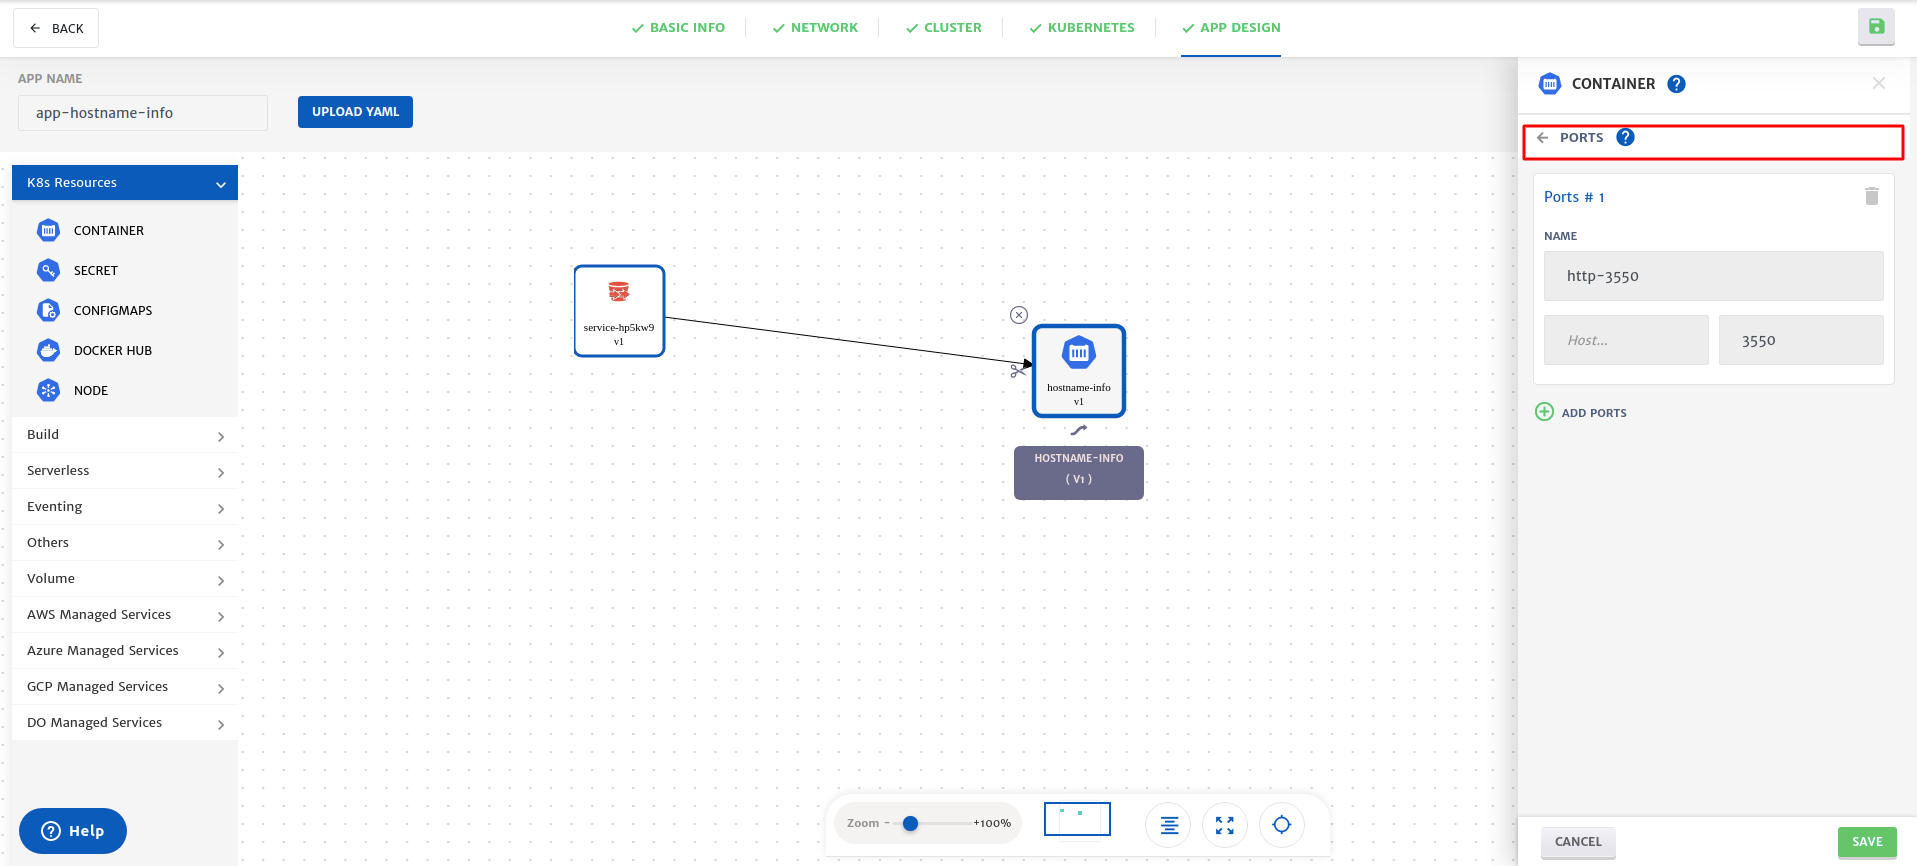 BACK
BASIC INFO
NETWORK
CLUSTER
KUBERNETES
APP DESIGN
APP NAME
app-hostname-info
UPLOAD YAML
K8s Resources
CONTAINER
SECRET
CONFIGMAPS
DOCKER HUB
NODE
Build
Serverless
Eventing
Others
Volume
AWS Managed Services
Azure Managed Services
GCP Managed Services
DO Managed Services
? Help
service-hp5kw9
v1
hostname-info
v1
HOSTNAME-INFO
( V1 )
Zoom - +100%
CONTAINER ?
PORTS ?
Ports # 1
NAME
http-3550
Host... 3550
ADD PORTS
CANCEL SAVE